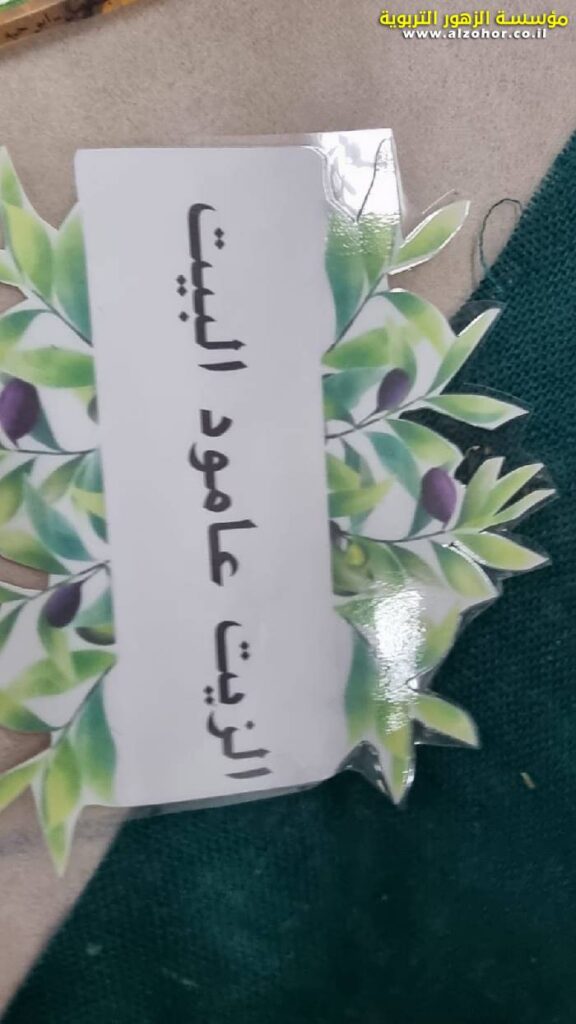 مؤسسة الزهور التربوية
www.alzohor.co.il
الزيت عامود البيت